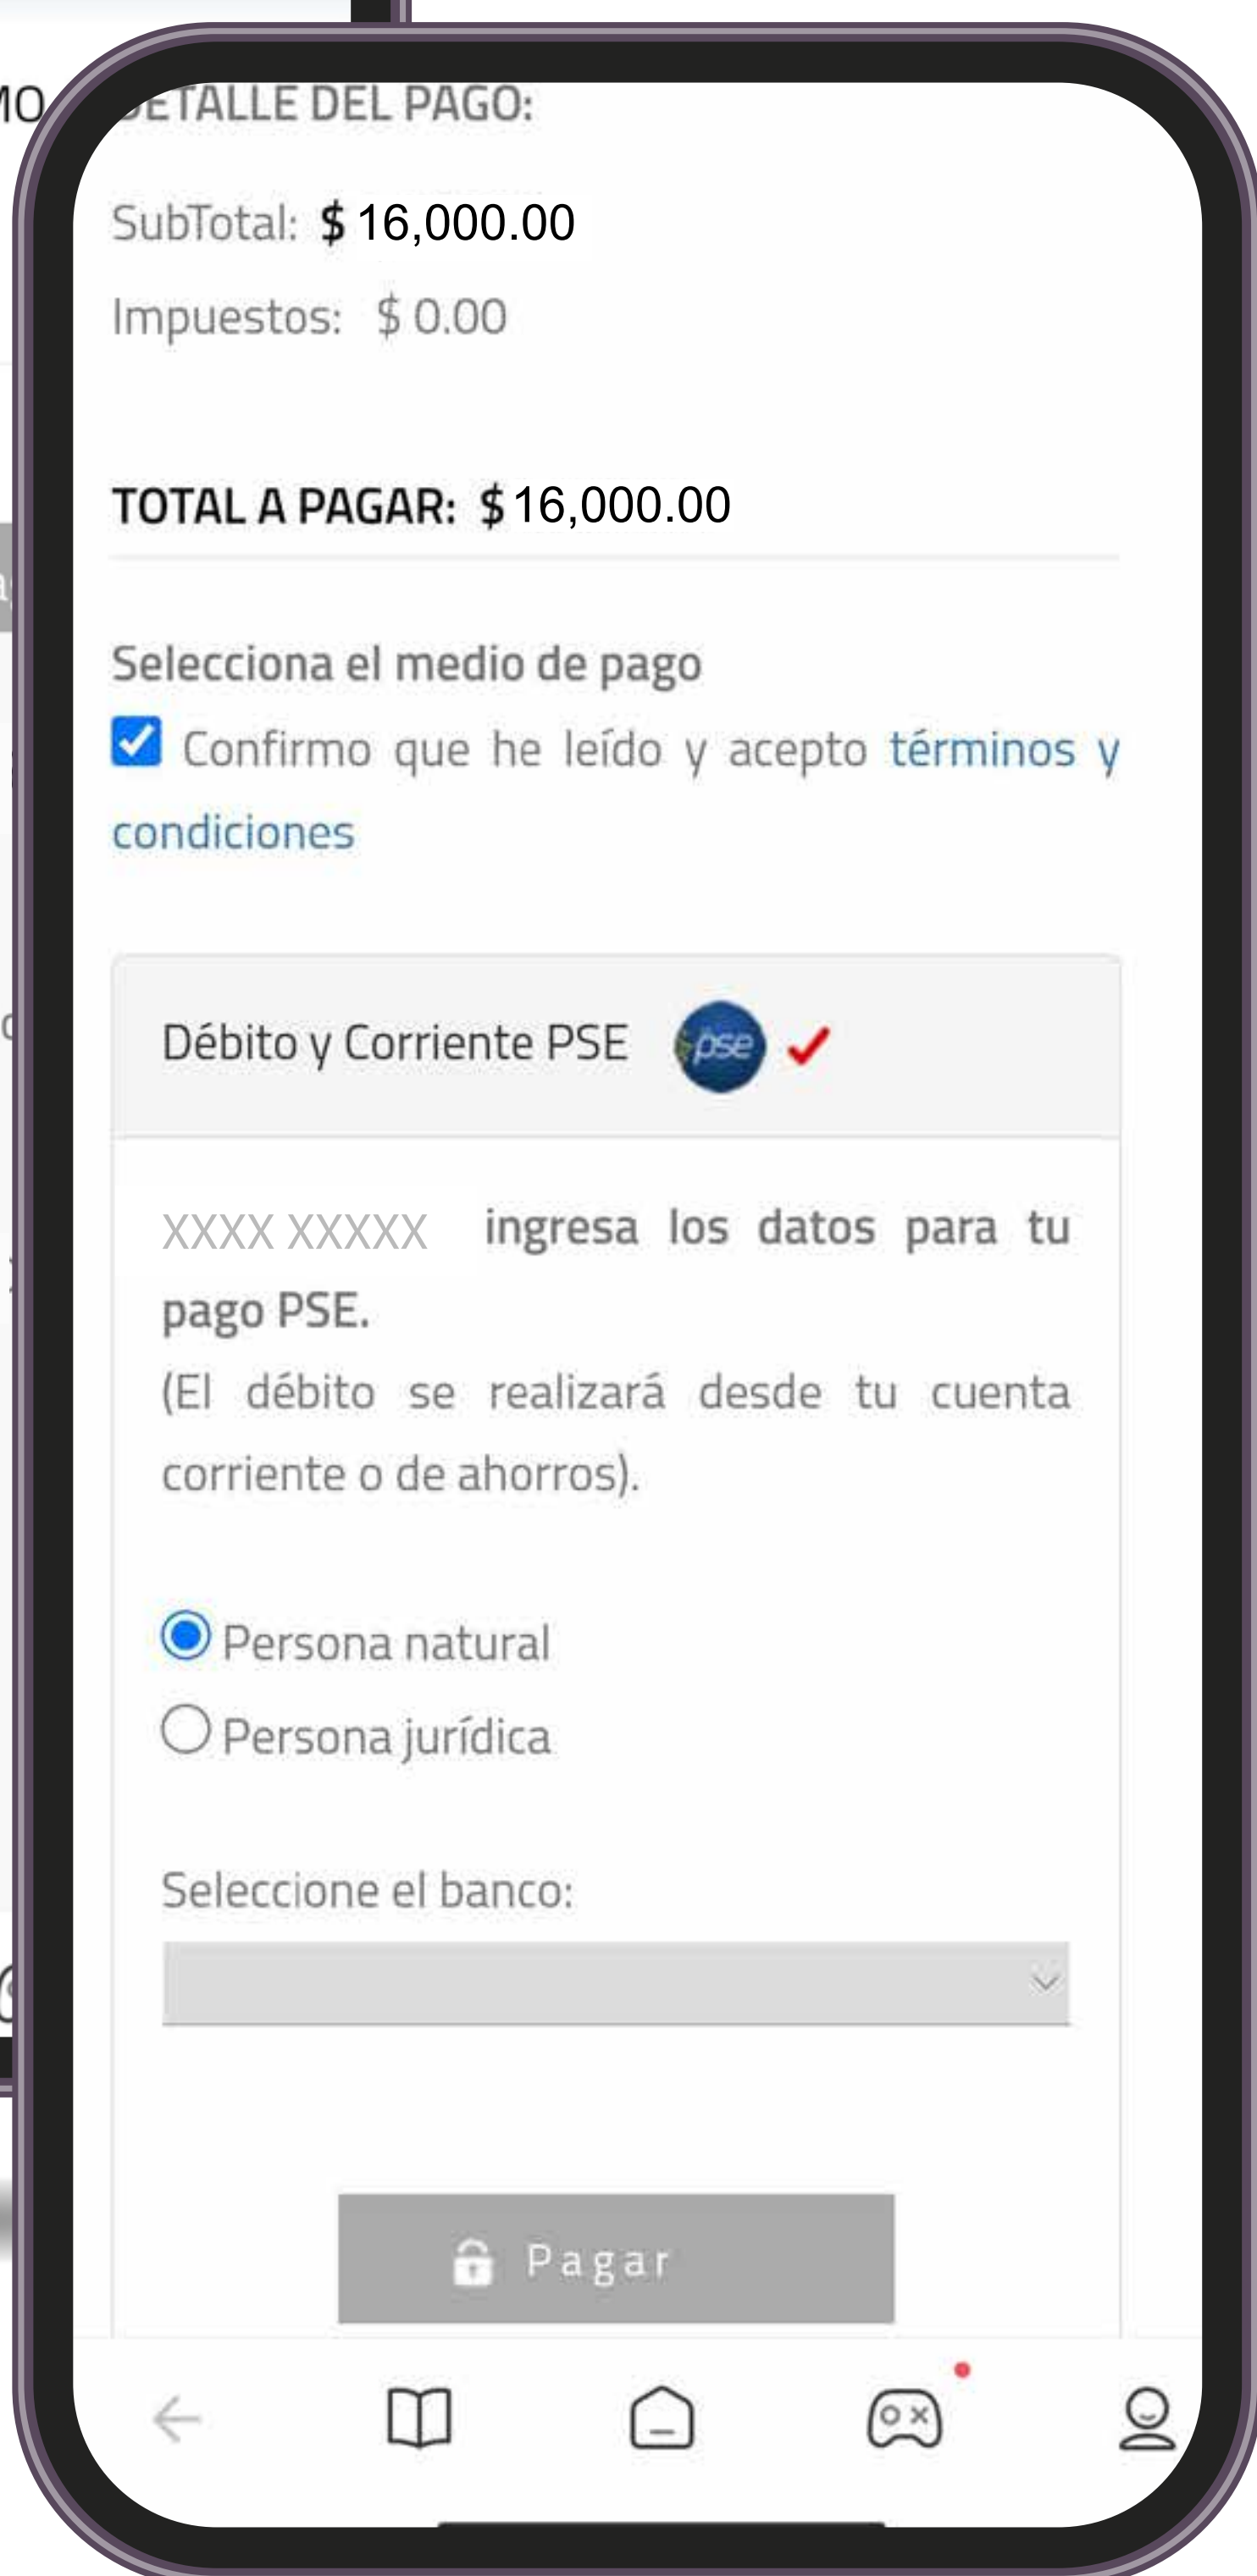 DETALLE DEL PAGO:
SubTotal: $ 16,000.00
Impuestos: $ 0.00
TOTAL A PAGAR: $ 16,000.00
Selecciona el medio de pago
Confirmo que he leído y acepto términos y
condiciones
Débito y Corriente PSE pse
XXXX XXXXX ingresa los datos para tu
pago PSE.
(El débito se realizará desde tu cuenta
corriente o de ahorros).
Persona natural
Persona jurídica
Seleccione el banco:
Pagar